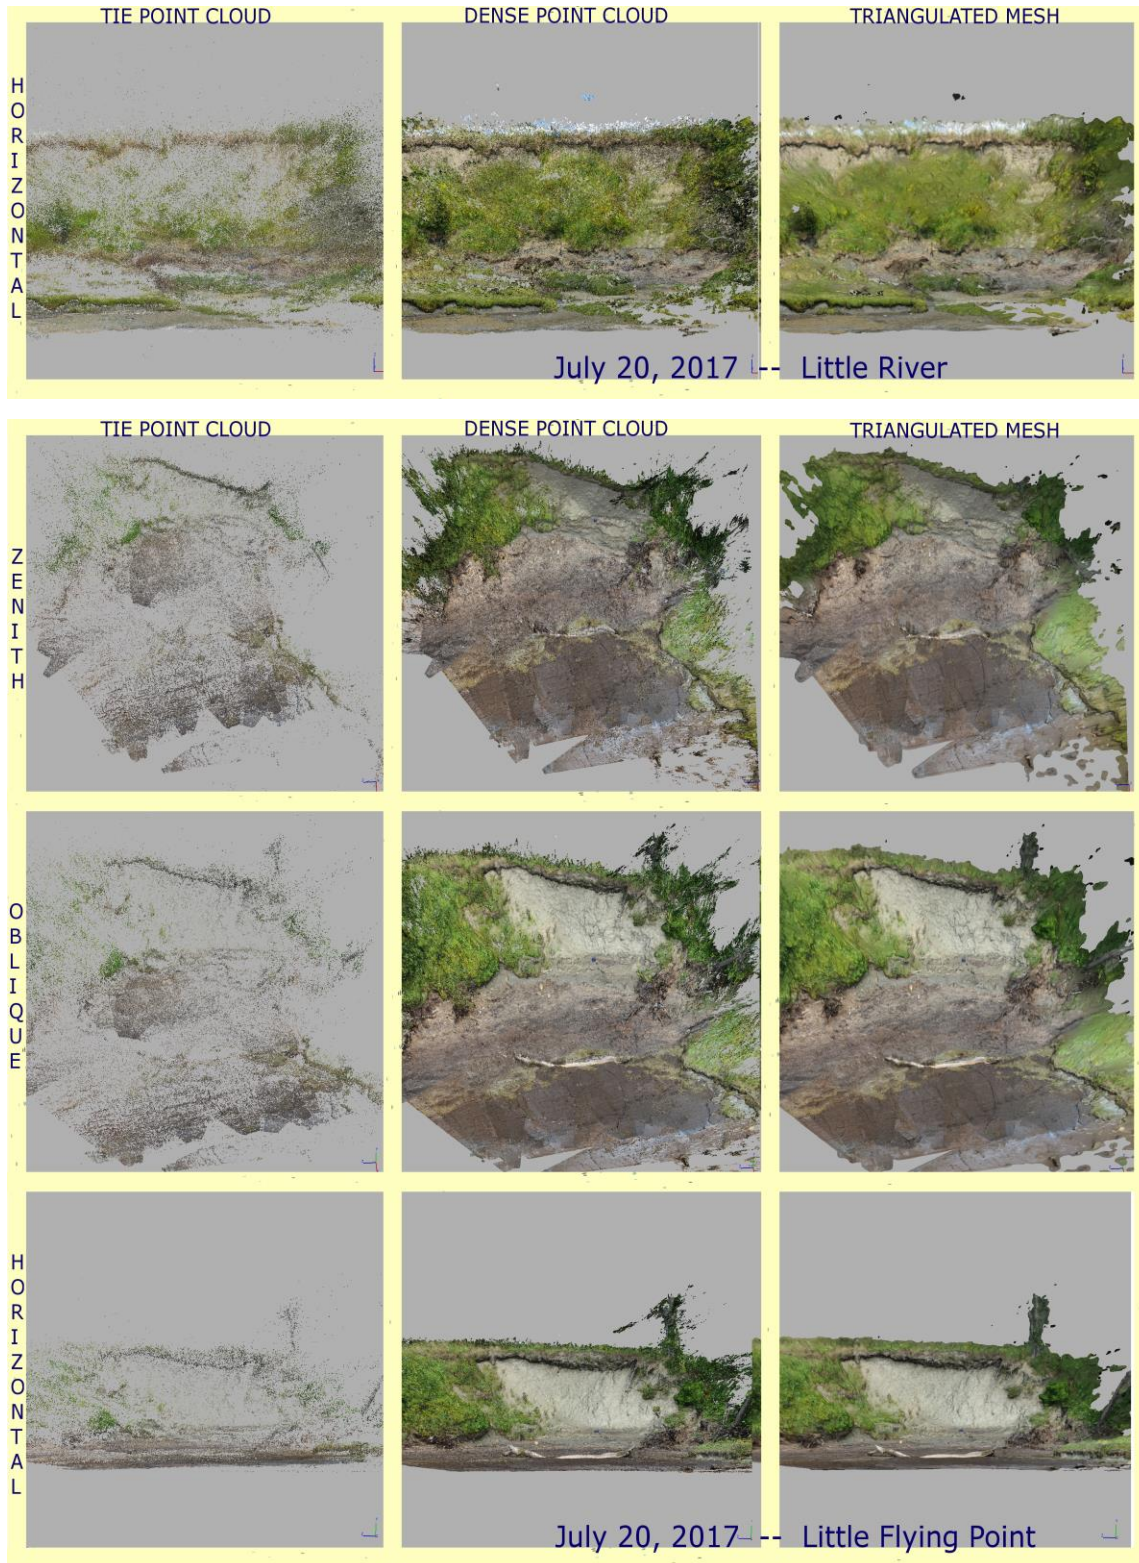 TIE POINT CLOUD
DENSE POINT CLOUD
TRIANGULATED MESH
HORIZONTAL
July 20, 2017 -- Little River
TIE POINT CLOUD
DENSE POINT CLOUD
TRIANGULATED MESH
ZENITH
OBLIQUE
HORIZONTAL
July 20, 2017 -- Little Flying Point